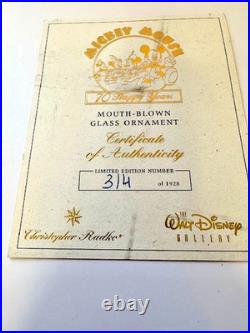 MICKEY MOUSE
70 Happy Years
MOUTH-BLOWN
GLASS ORNAMENT
Certificate
of Authenticity
LIMITED EDITION NUMBER
314 of 1928
Christopher Radko
THE
WALT DISNEY
GALLERY